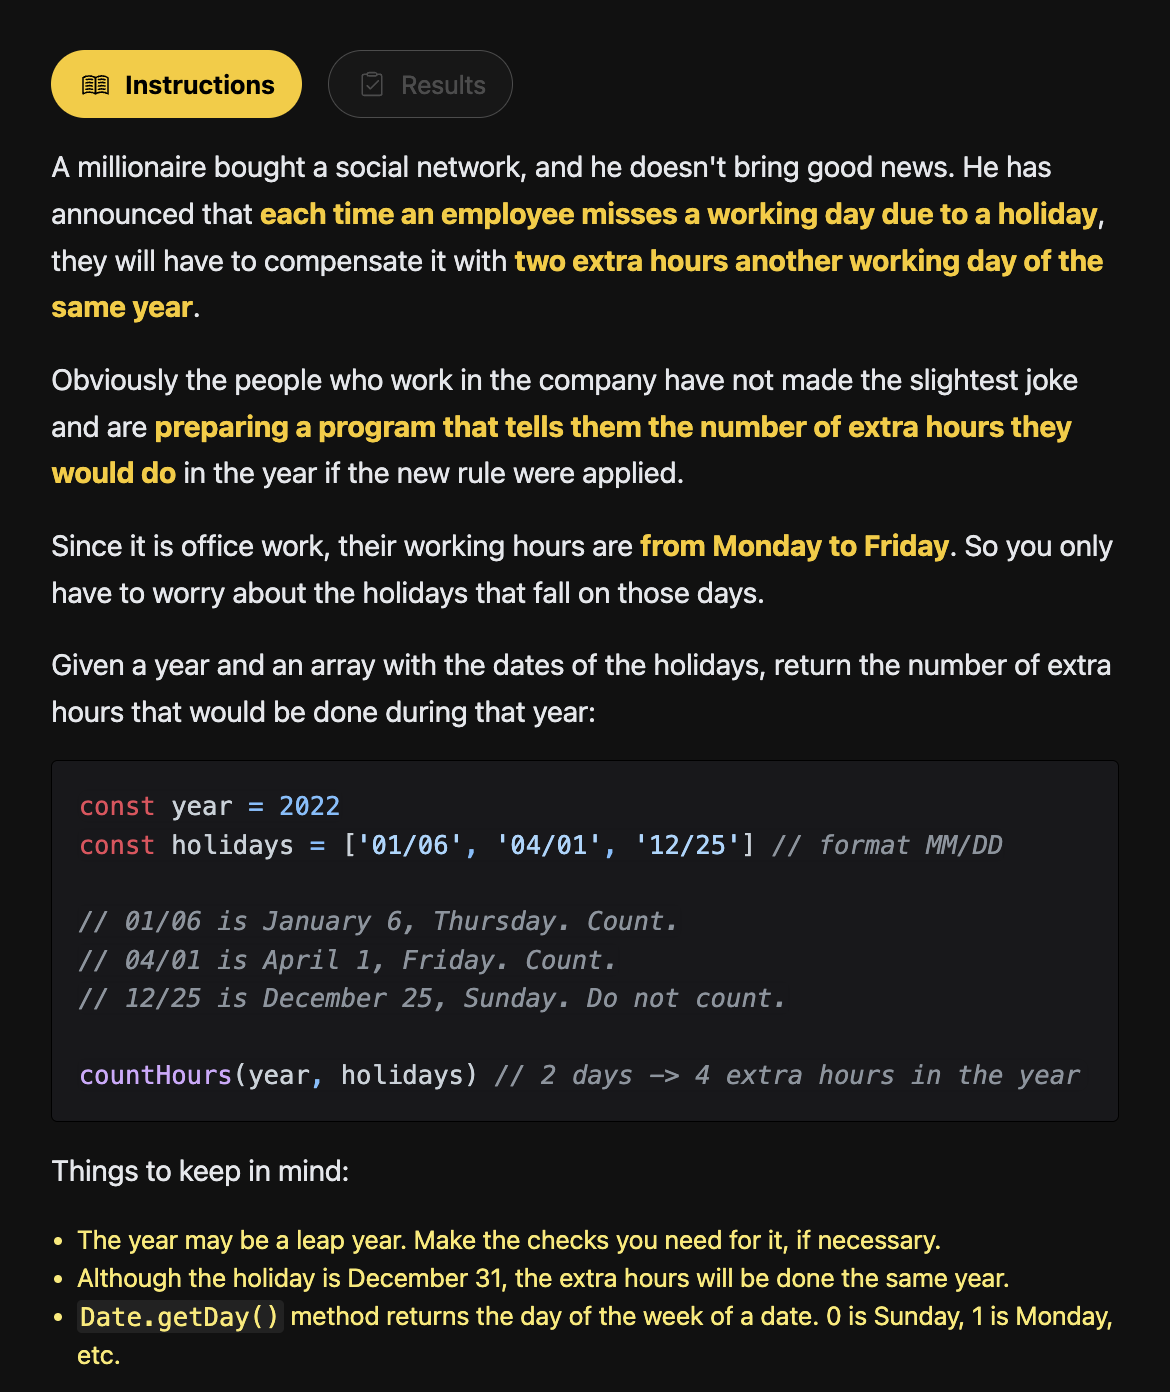 Instructions
Results
A millionaire bought a social network, and he doesn't bring good news. He has
announced that each time an employee misses a working day due to a holiday,
they will have to compensate it with two extra hours another working day of the
same year.
Obviously the people who work in the company have not made the slightest joke
and are preparing a program that tells them the number of extra hours they
would do in the year if the new rule were applied.
Since it is office work, their working hours are from Monday to Friday. So you only
have to worry about the holidays that fall on those days.
Given a year and an array with the dates of the holidays, return the number of extra
hours that would be done during that year:
const year = 2022
const holidays = ['01/06', '04/01', '12/25'] // format MM/DD
// 01/06 is January 6, Thursday. Count.
// 04/01 is April 1, Friday. Count.
// 12/25 is December 25, Sunday. Do not count.
countHours(year, holidays) // 2 days —> 4 extra hours in the year
Things to keep in mind:
• The year may be a leap year. Make the checks you need for it, if necessary.
• Although the holiday is December 31, the extra hours will be done the same year.
• Date.getDay() method returns the day of the week of a date. 0 is Sunday, 1 is Monday,
etc.